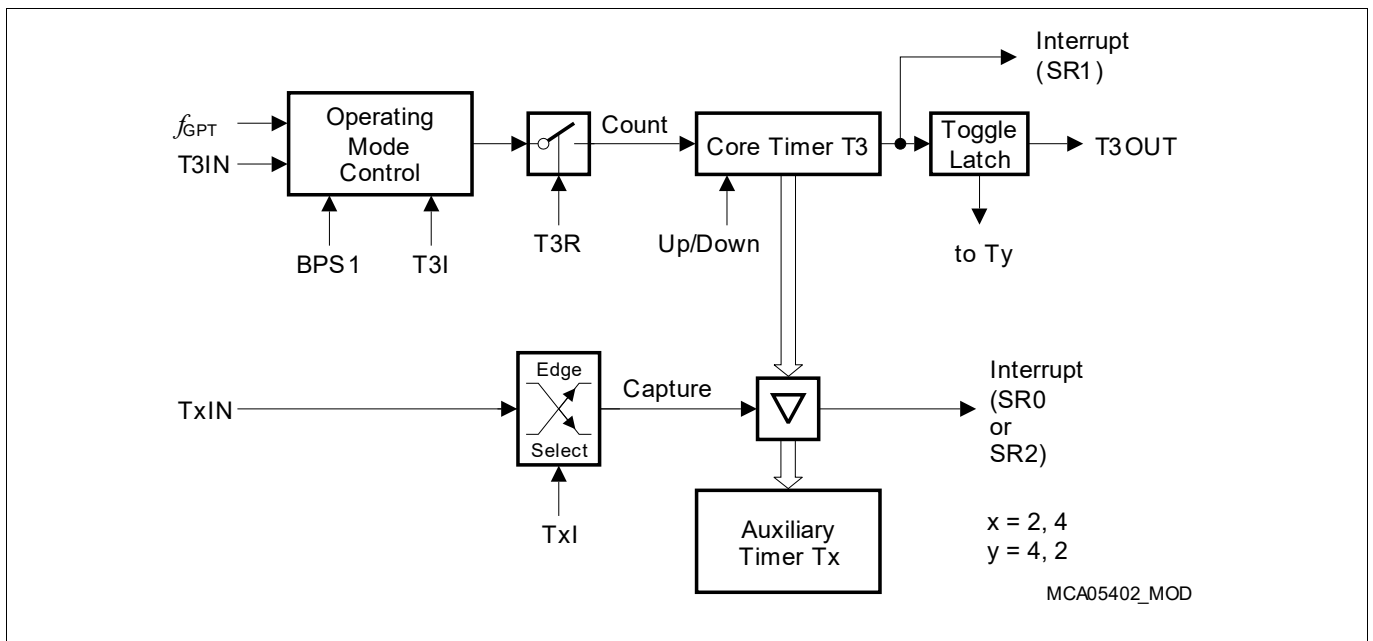 Interrupt
(SR1)
fGPT
T3IN
Operating
Mode
Control
Count
Core Timer T3
Toggle
Latch
T3OUT
BPS1
T3I
T3R
Up/Down
to Ty
TxIN
Edge
Select
Capture
Interrupt
(SR0
or
SR2)
TxI
Auxiliary
Timer Tx
x = 2, 4
y = 4, 2
MCA05402_MOD